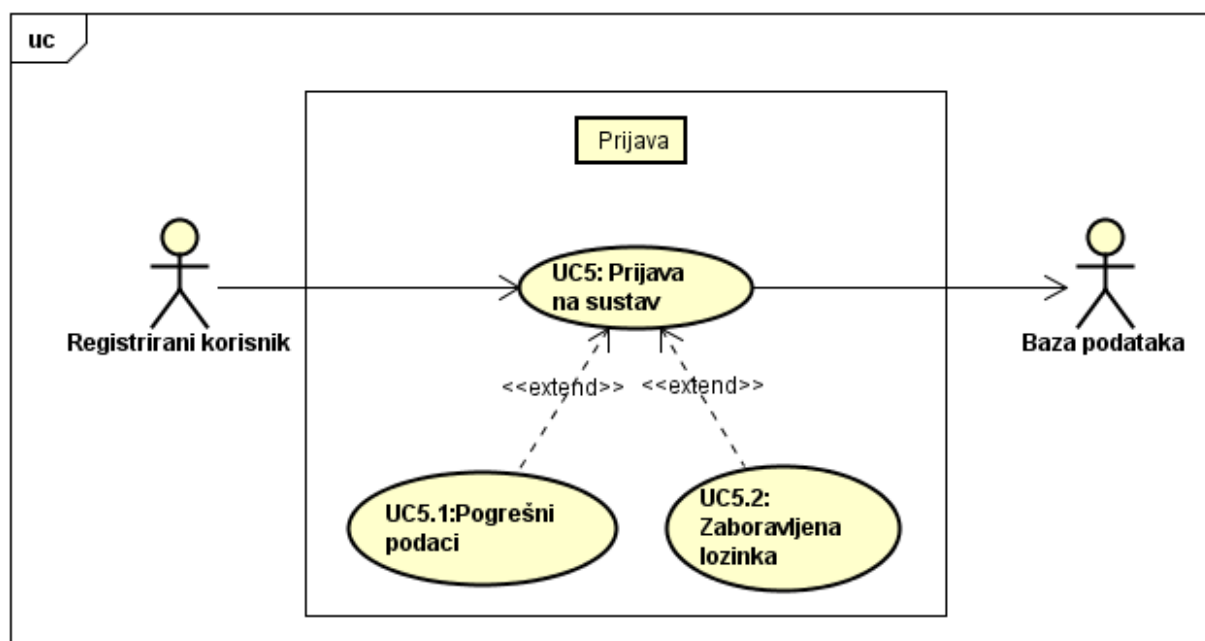 uc
Prijava
UC5: Prijava
na sustav
Registrirani korisnik
Baza podataka
<<extend>>
<<extend>>
UC5.1:Pogrešni
podaci
UC5.2:
Zaboravljena
lozinka